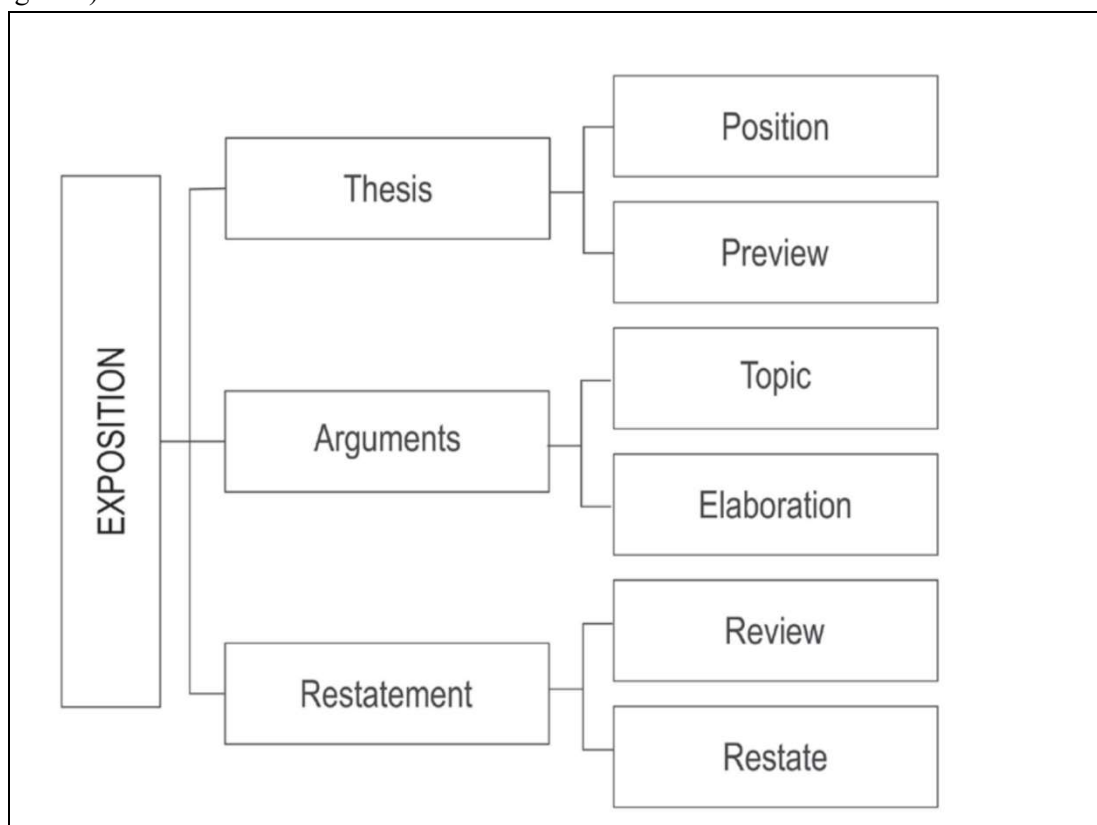 EXPOSITION
Thesis
Position
Preview
Arguments
Topic
Elaboration
Restatement
Review
Restate